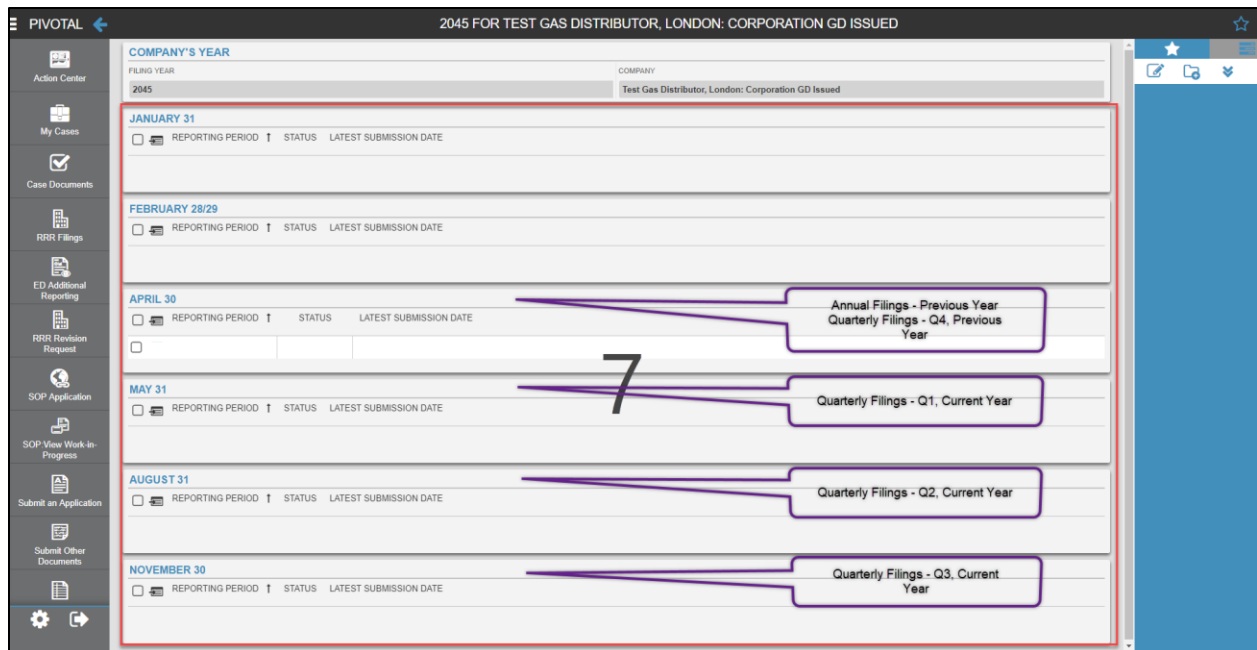 PIVOTAL
2045 FOR TEST GAS DISTRIBUTOR, LONDON: CORPORATION GD ISSUED
Action Center
My Cases
Case Documents
RRR Filings
ED Additional
Reporting
RRR Revision
Request
SOP Application
SOP View Work-in-
Progress
Submit an Application
Submit Other
Documents
COMPANY'S YEAR
FILING YEAR
COMPANY
2045
Test Gas Distributor, London: Corporation GD Issued
JANUARY 31
REPORTING PERIOD ↑ STATUS LATEST SUBMISSION DATE
FEBRUARY 28/29
REPORTING PERIOD ↑ STATUS LATEST SUBMISSION DATE
APRIL 30
REPORTING PERIOD ↑ STATUS LATEST SUBMISSION DATE
Annual Filings - Previous Year
Quarterly Filings - Q4, Previous
Year
7
MAY 31
REPORTING PERIOD ↑ STATUS LATEST SUBMISSION DATE
Quarterly Filings - Q1, Current Year
AUGUST 31
REPORTING PERIOD ↑ STATUS LATEST SUBMISSION DATE
Quarterly Filings - Q2, Current Year
NOVEMBER 30
REPORTING PERIOD ↑ STATUS LATEST SUBMISSION DATE
Quarterly Filings - Q3, Current
Year